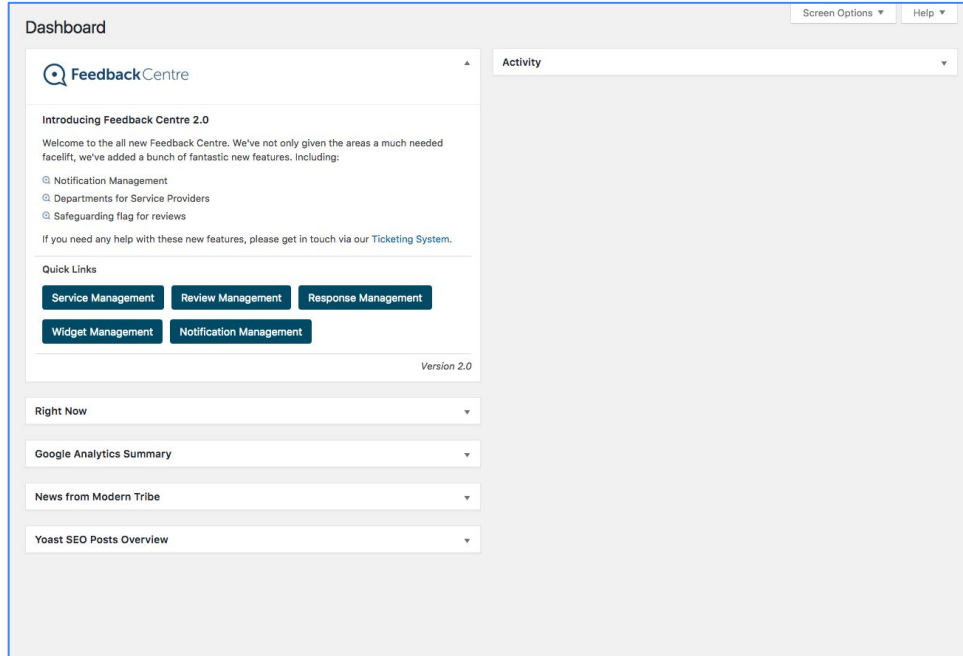 Screen Options
Help
Dashboard
Feedback Centre
Activity
Introducing Feedback Centre 2.0
Welcome to the all new Feedback Centre. We've not only given the areas a much needed
facelift, we've added a bunch of fantastic new features. Including:
Notification Management
Departments for Service Providers
Safeguarding flag for reviews
If you need any help with these new features, please get in touch via our Ticketing System.
Quick Links
Service Management Review Management Response Management
Widget Management Notification Management
Version 2.0
Right Now
Google Analytics Summary
News from Modern Tribe
Yoast SEO Posts Overview